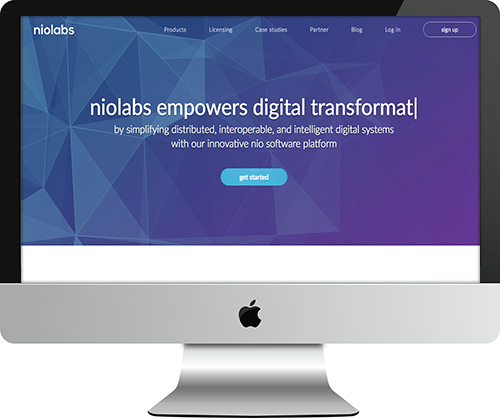 niolabs
Products Licensing Case studies Partner Blog Log in sign up
niolabs empowers digital transformat|
by simplifying distributed, interoperable, and intelligent digital systems
with our innovative nio software platform
get started